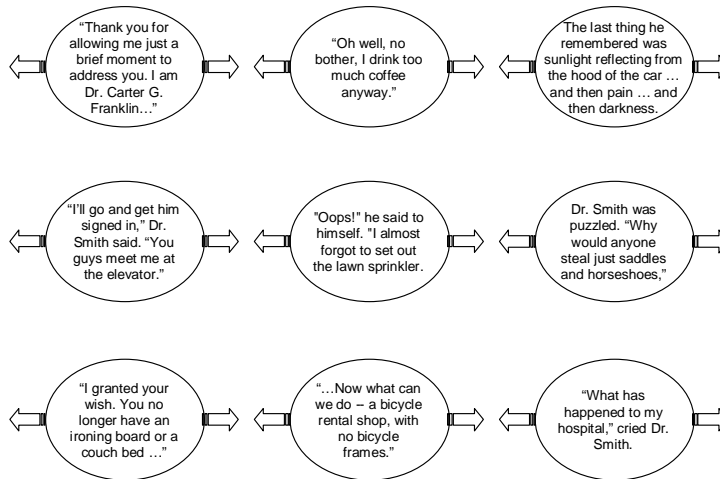 “Thank you for
allowing me just a
brief moment to
address you. I am
Dr. Carter G.
Franklin…”
“Oh well, no
bother, I drink too
much coffee
anyway.”
The last thing he
remembered was
sunlight reflecting from
the hood of the car …
and then pain … and
then darkness.
“I’ll go and get him
signed in,” Dr.
Smith said. “You
guys meet me at
the elevator.”
"Oops!" he said to
himself. "I almost
forgot to set out
the lawn sprinkler.
Dr. Smith was
puzzled. “Why
would anyone
steal just saddles
and horseshoes,”
“I granted your
wish. You no
longer have an
ironing board or a
couch bed …”
“…Now what can
we do -- a bicycle
rental shop, with
no bicycle
frames.”
“What has
happened to my
hospital,” cried Dr.
Smith.